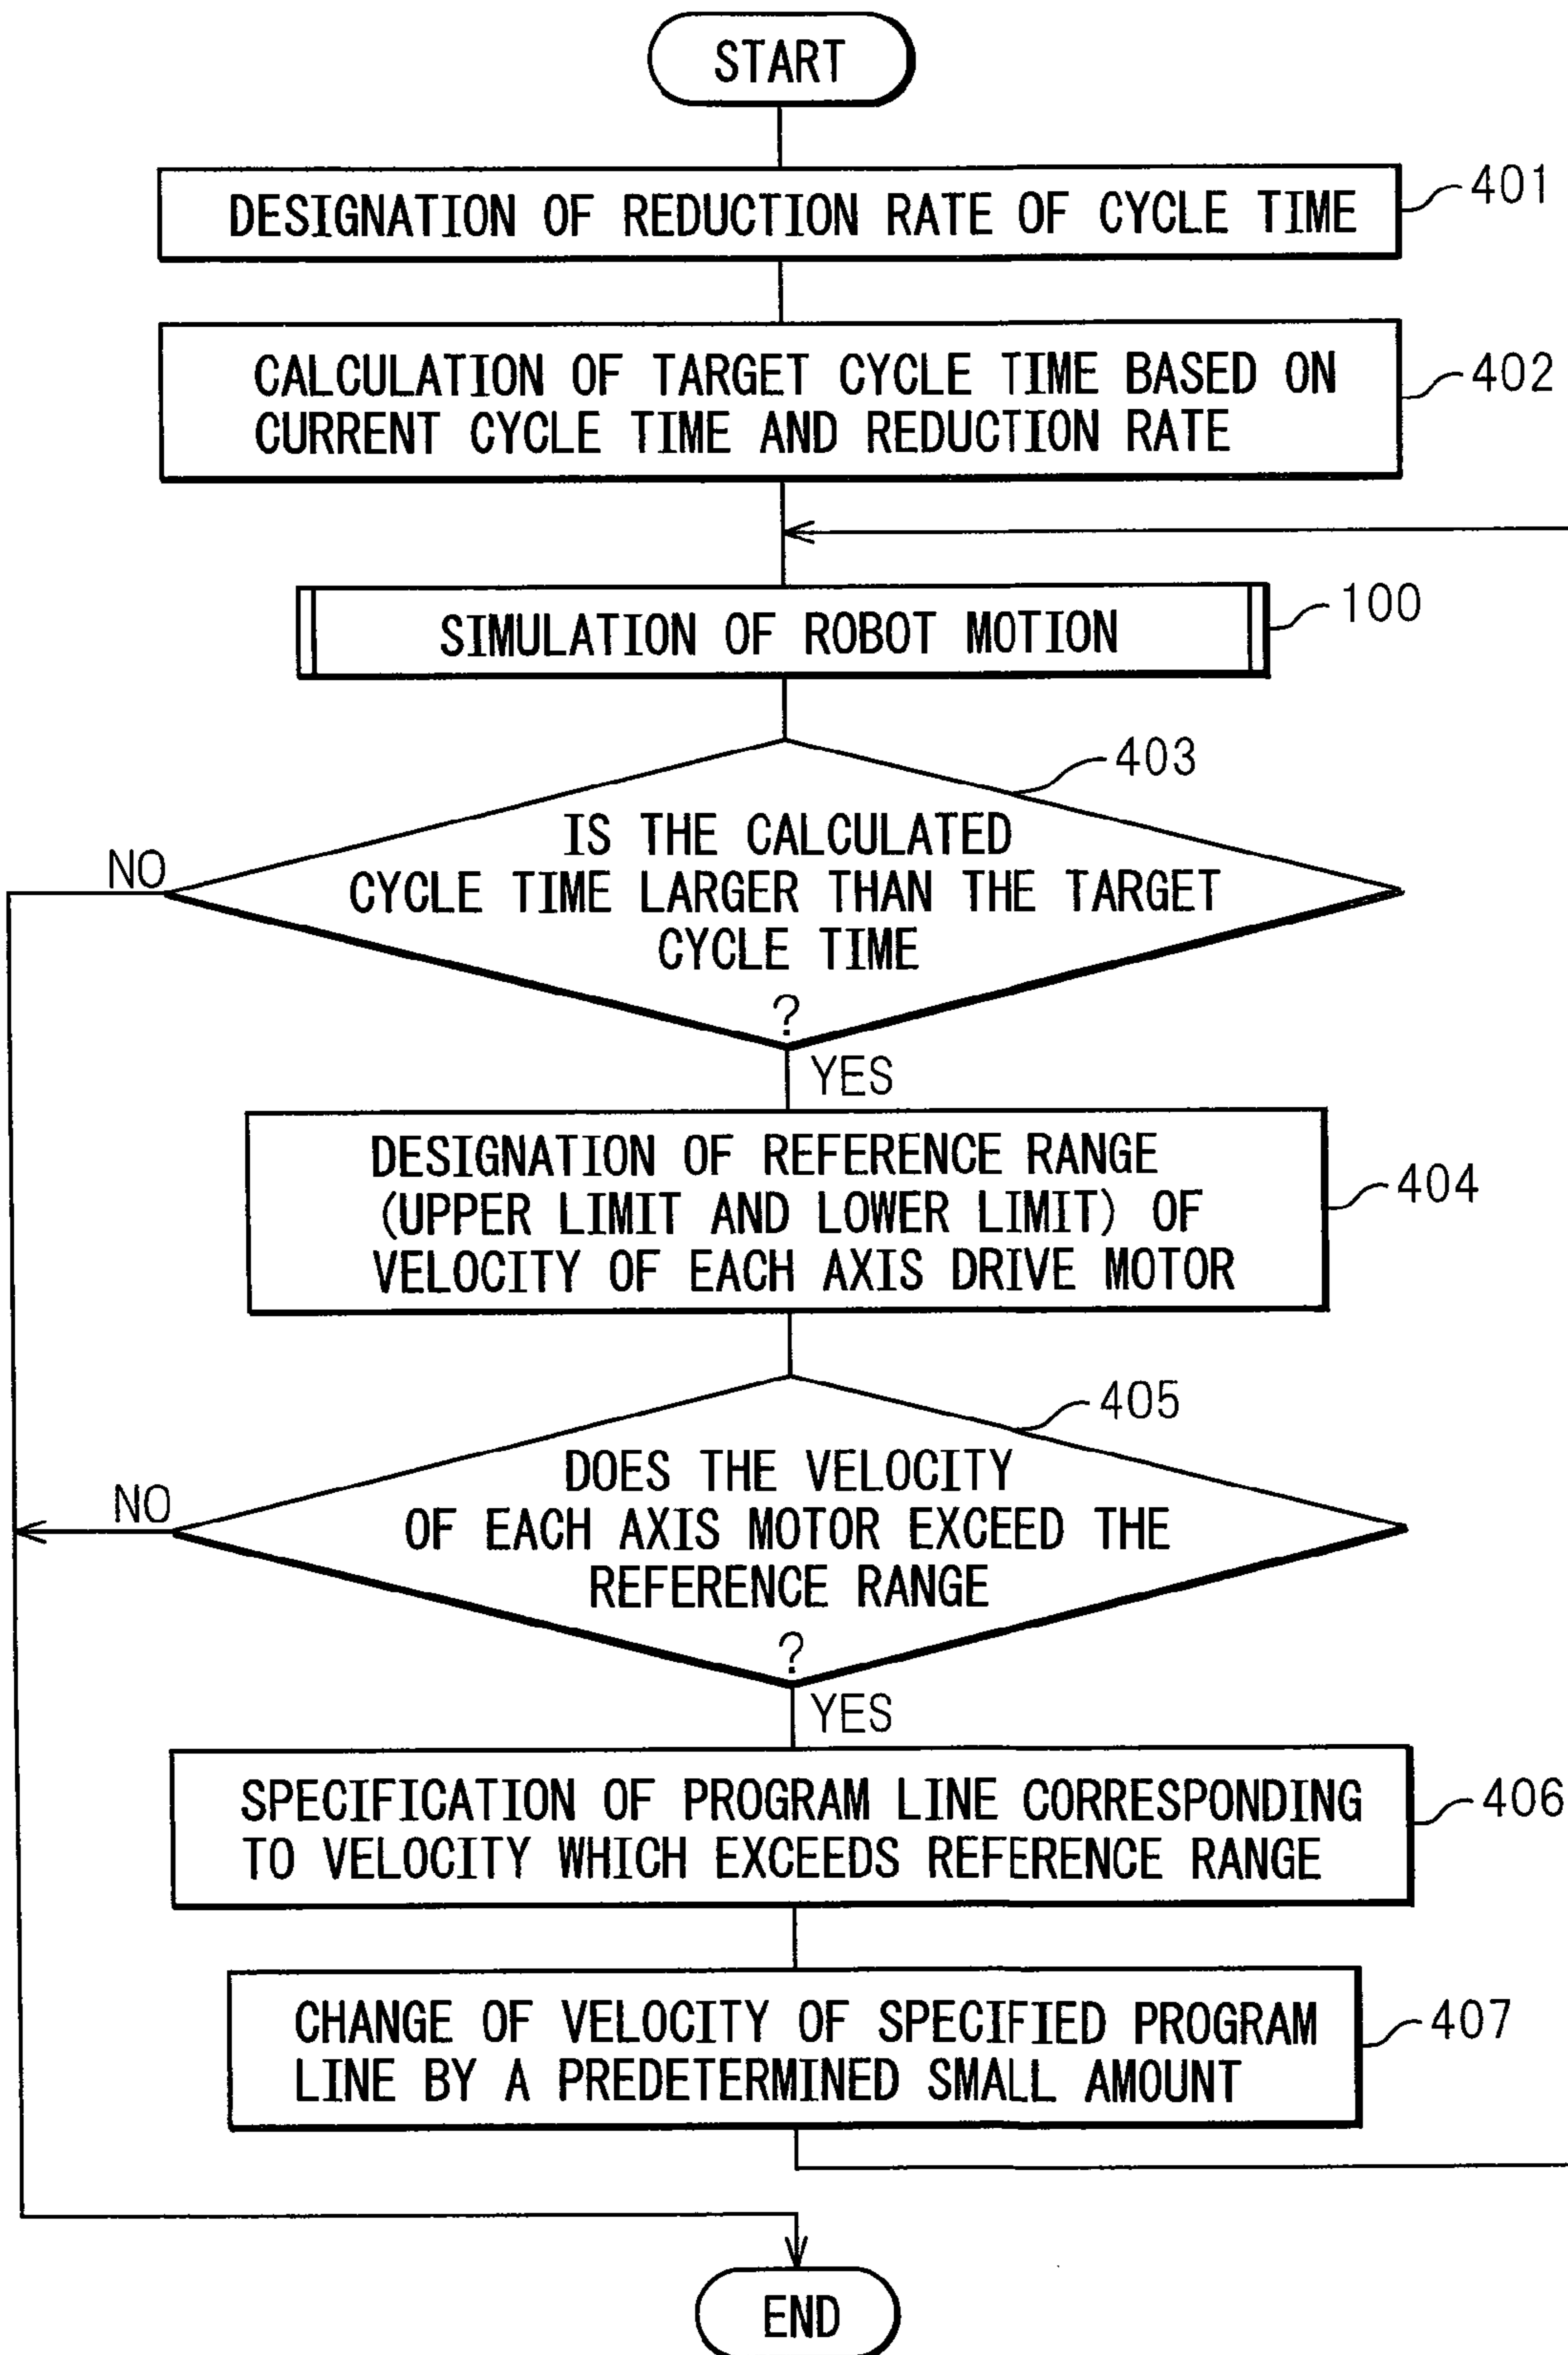 START
DESIGNATION OF REDUCTION RATE OF CYCLE TIME
401
CALCULATION OF TARGET CYCLE TIME BASED ON
CURRENT CYCLE TIME AND REDUCTION RATE
402
SIMULATION OF ROBOT MOTION
100
403
IS THE CALCULATED
CYCLE TIME LARGER THAN THE TARGET
CYCLE TIME
?
NO
YES
DESIGNATION OF REFERENCE RANGE
(UPPER LIMIT AND LOWER LIMIT) OF
VELOCITY OF EACH AXIS DRIVE MOTOR
404
405
DOES THE VELOCITY
OF EACH AXIS MOTOR EXCEED THE
REFERENCE RANGE
?
NO
YES
SPECIFICATION OF PROGRAM LINE CORRESPONDING
TO VELOCITY WHICH EXCEEDS REFERENCE RANGE
406
CHANGE OF VELOCITY OF SPECIFIED PROGRAM
LINE BY A PREDETERMINED SMALL AMOUNT
407
END